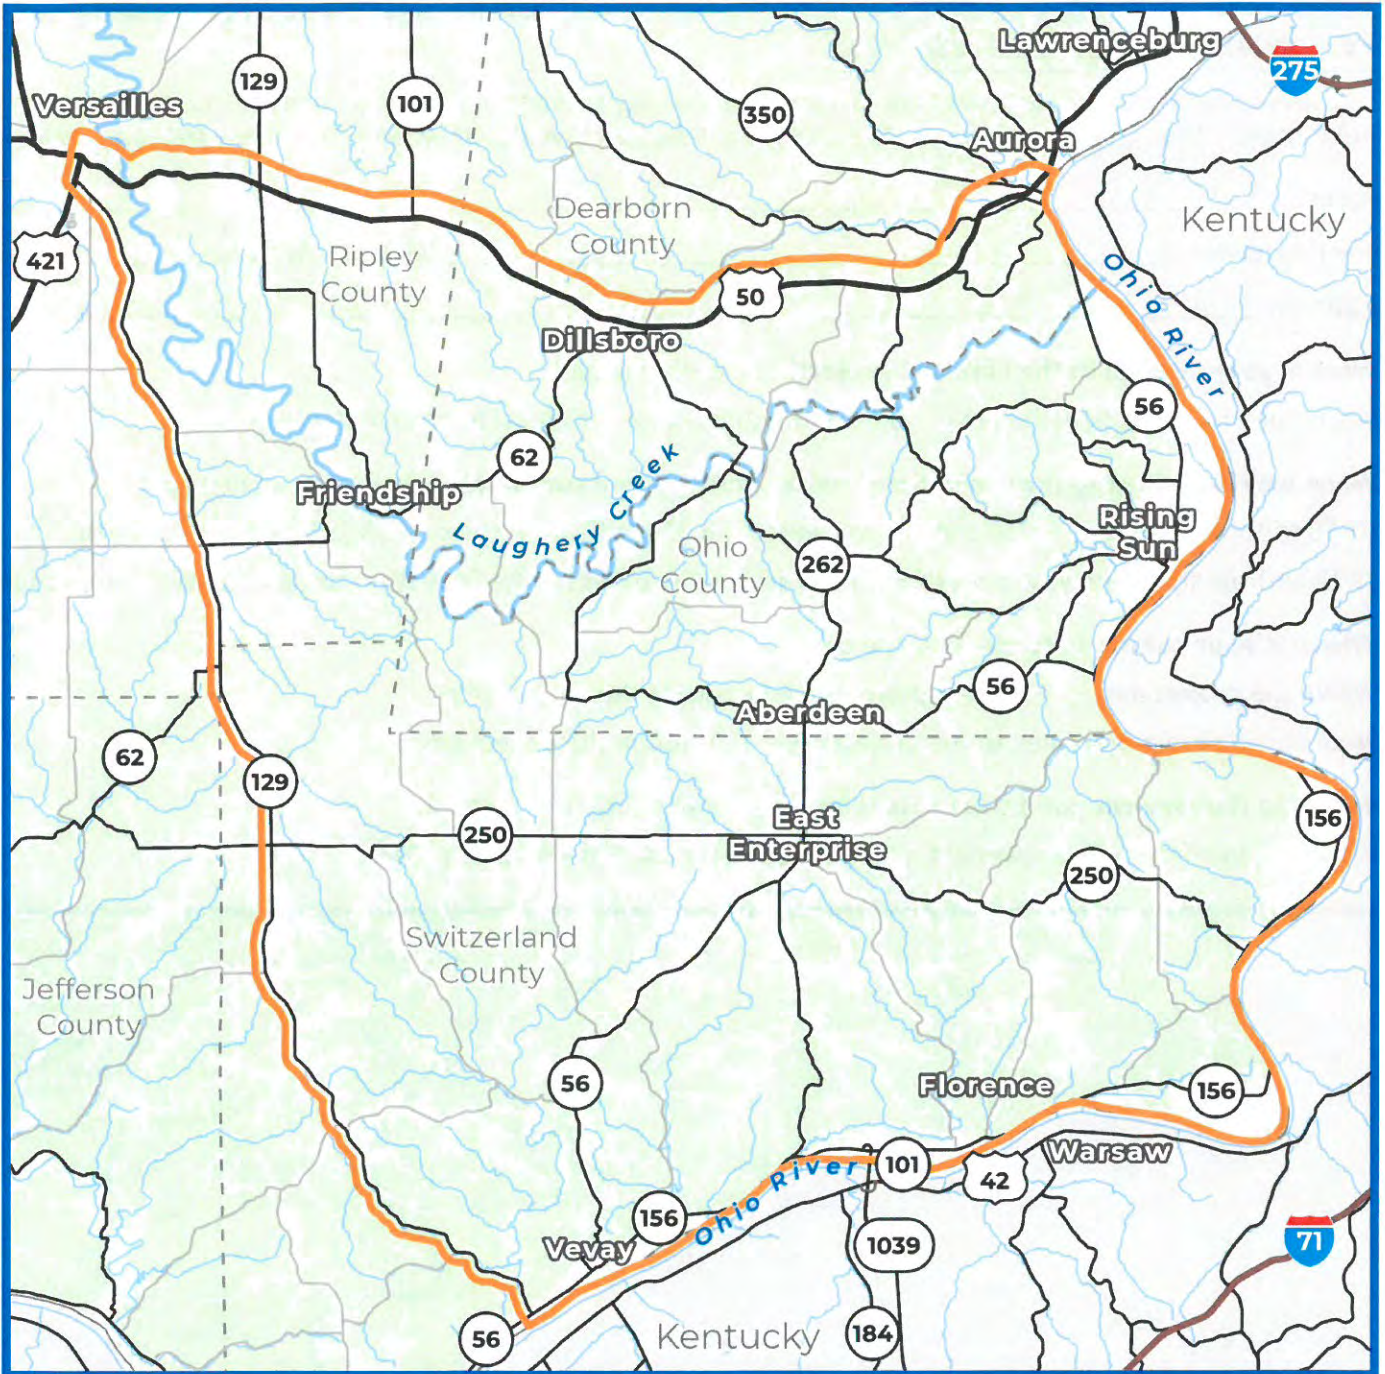 Lawrenceburg
275
129
Versailles
101
350
Aurora
Dearborn
County
Kentucky
421
Ripley
County
Ohio River
50
Dillsboro
56
62
Laughery Creek
Friendship
Rising
Sun
Ohio
County
262
56
Aberdeen
62
129
East
Enterprise
250
156
250
Switzerland
County
Jefferson
County
56
Florence
156
Warsaw
101
42
Ohio River
156
Vevay
1039
71
56
Kentucky
184